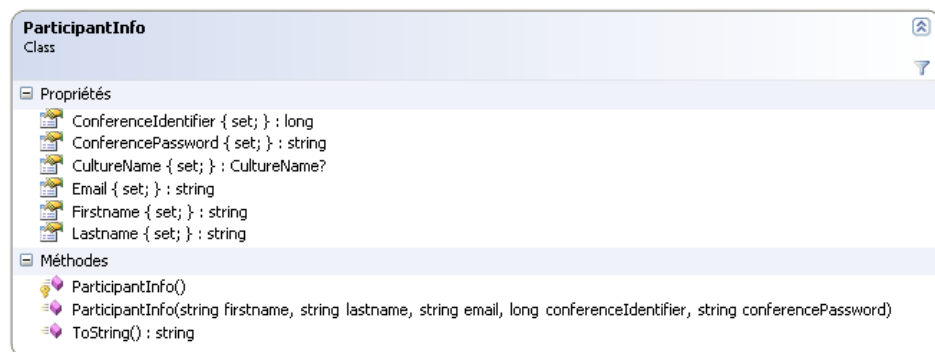 ParticipantInfo
Class
Propriétés
ConferenceIdentifier { set; } : long
ConferencePassword { set; } : string
CultureName { set; } : CultureName?
Email { set; } : string
Firstname { set; } : string
Lastname { set; } : string
Méthodes
ParticipantInfo()
ParticipantInfo(string firstname, string lastname, string email, long conferenceIdentifier, string conferencePassword)
ToString() : string